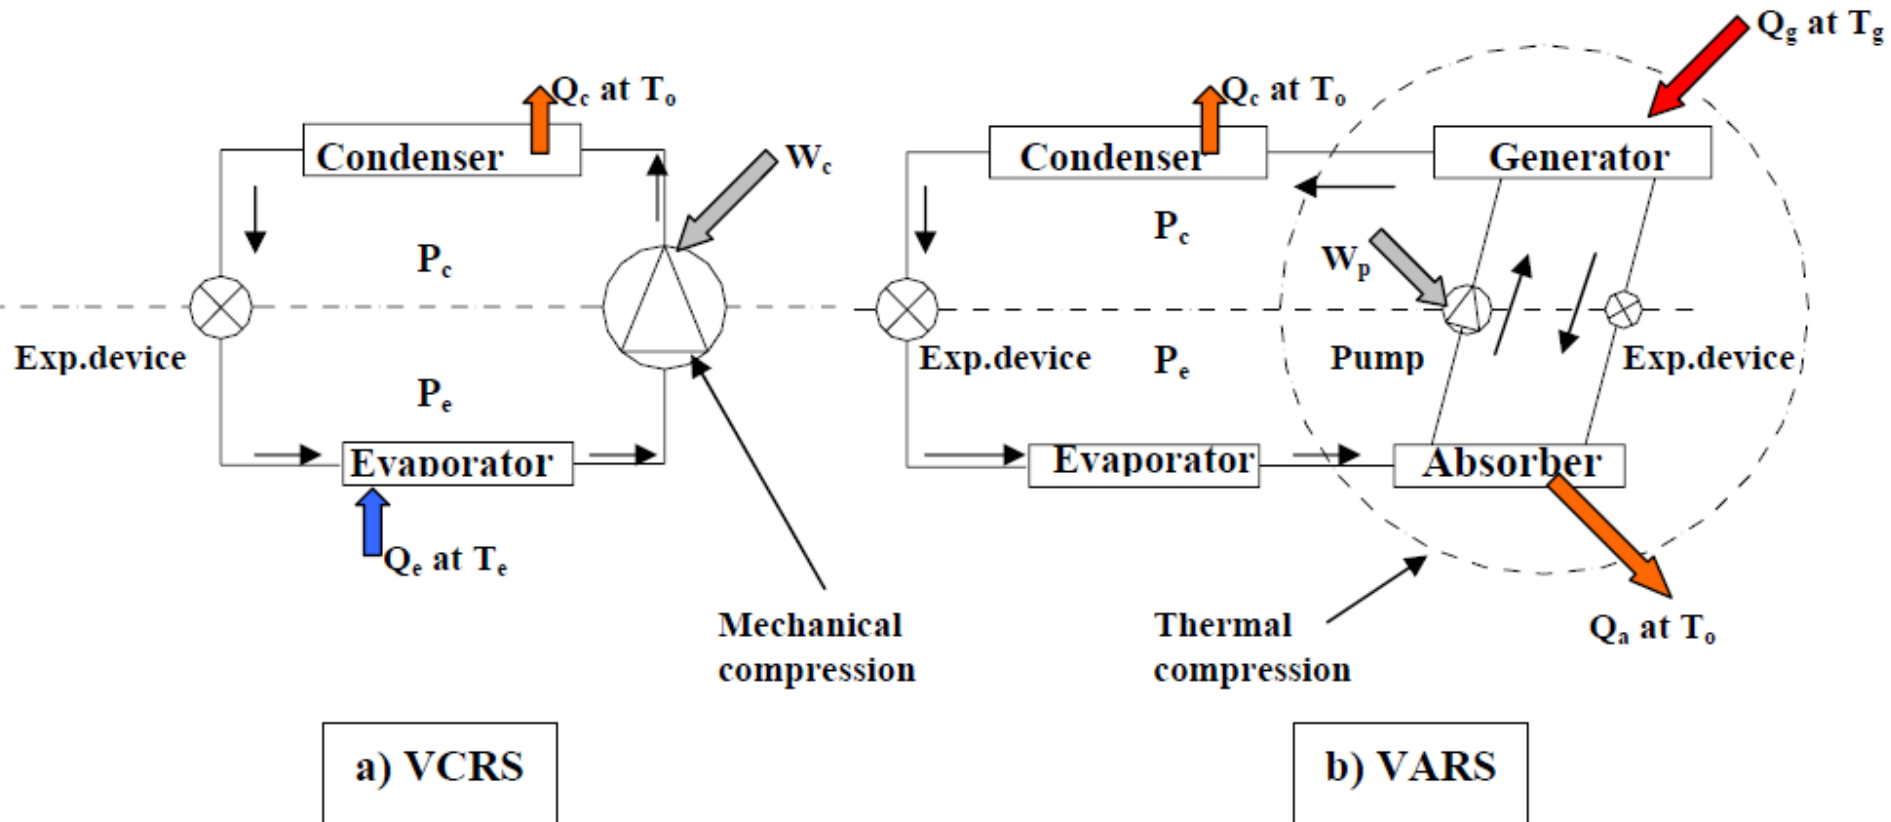 Qc at To
Wc
Condenser
Pc
Exp.device
Pe
Evaporator
Qe at Te
Mechanical
compression
a) VCRS
Qg at Tg
Qc at To
Condenser
Generator
Pc
Wp
Exp.device
Pe
Pump
Exp.device
Evaporator
Absorber
Thermal
compression
Qa at To
b) VARS